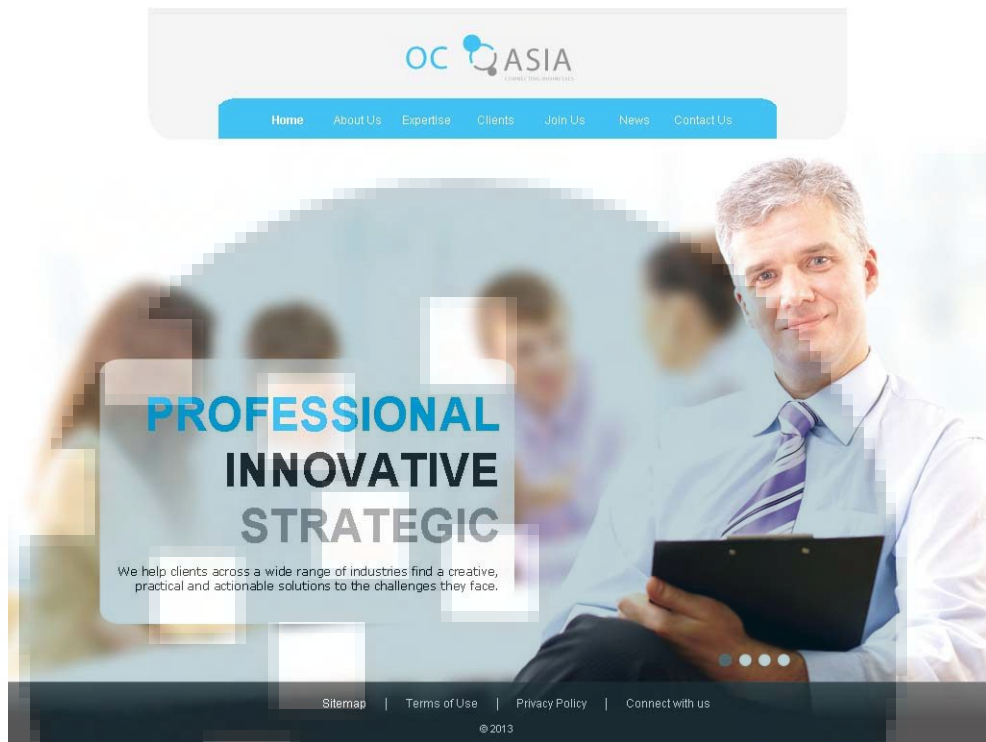 OC ASIA
CONNECTING BUSINESSES
Home About Us Expertise Clients Join Us News Contact Us
PROFESSIONAL
INNOVATIVE
STRATEGIC
We help clients across a wide range of industries find a creative,
practical and actionable solutions to the challenges they face.
Sitemap | Terms of Use | Privacy Policy | Connect with us
© 2013